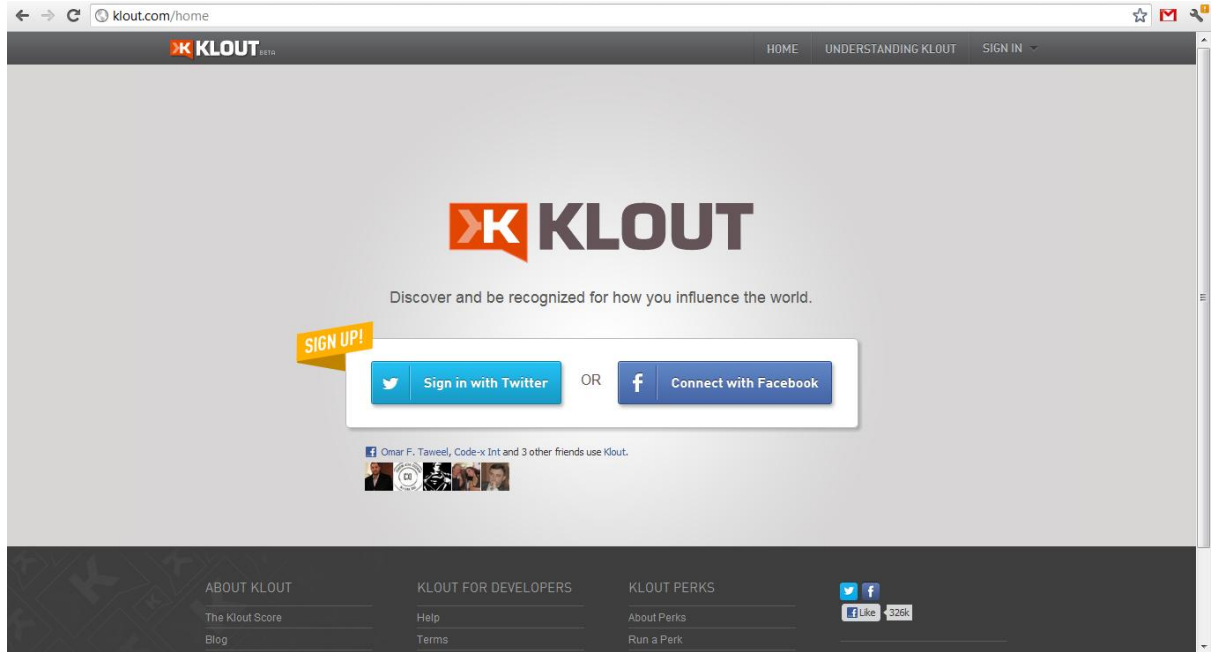 klout.com/home
KLOUT BETA
HOME UNDERSTANDING KLOUT SIGN IN
KLOUT
Discover and be recognized for how you influence the world.
SIGN UP!
Sign in with Twitter OR Connect with Facebook
Omar F. Taweel, Code-x Int and 3 other friends use Klout.
ABOUT KLOUT KLOUT FOR DEVELOPERS KLOUT PERKS
The Klout Score Help About Perks Like 326k
Blog Terms Run a Perk